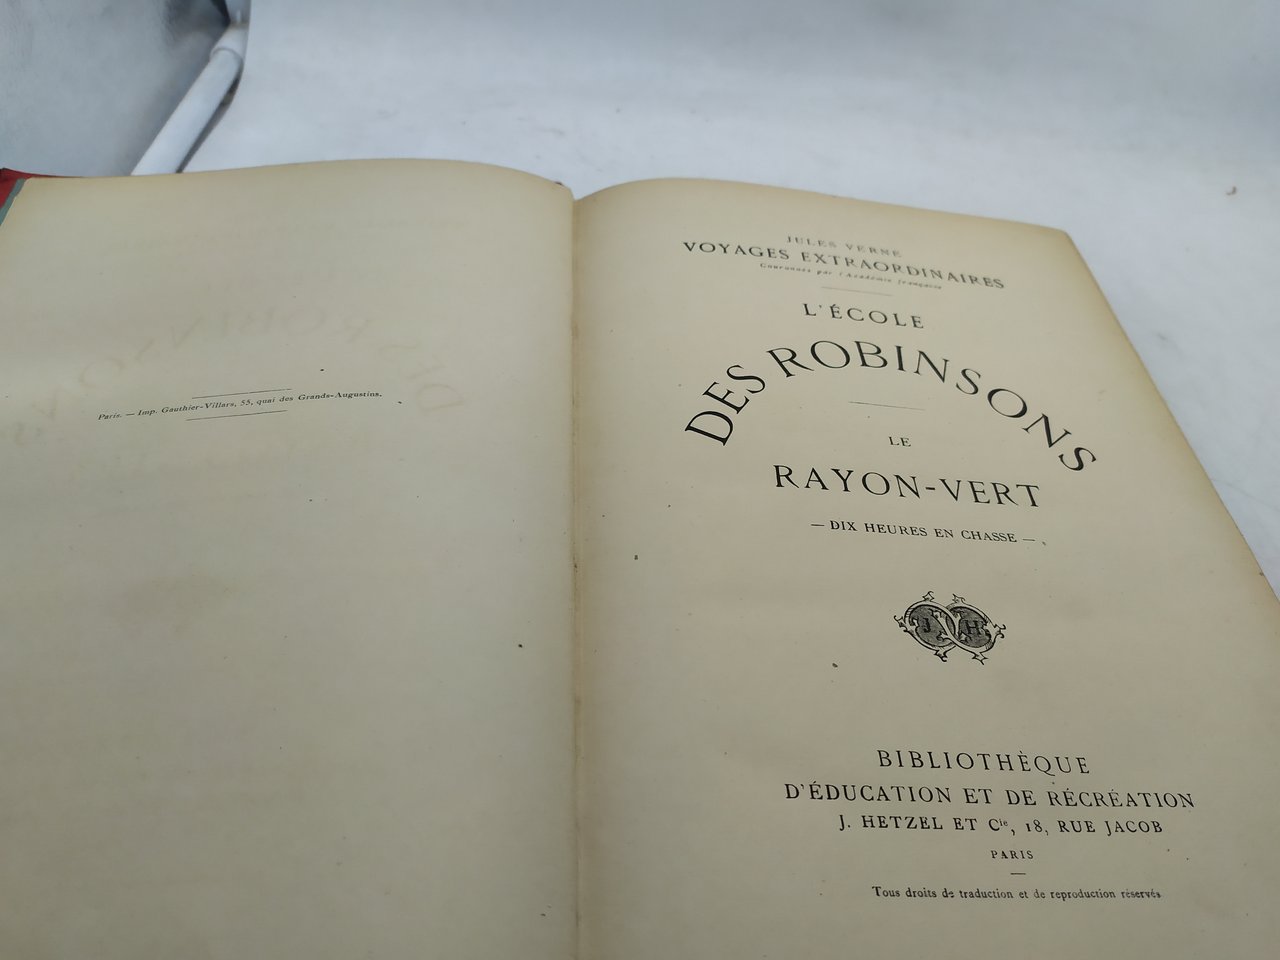 Paris. — Imp. Gauthier-Villars, 55, quai des Grands-Augustins.
JULES VERNE
VOYAGES EXTRAORDINAIRES
Couronnés par l'Académie française
L'ÉCOLE
DES ROBINSONS
LE
RAYON-VERT
— DIX HEURES EN CHASSE —
J H
BIBLIOTHÈQUE
D'ÉDUCATION ET DE RÉCRÉATION
J. HETZEL ET Cie, 18, RUE JACOB
PARIS
Tous droits de traduction et de reproduction réservés